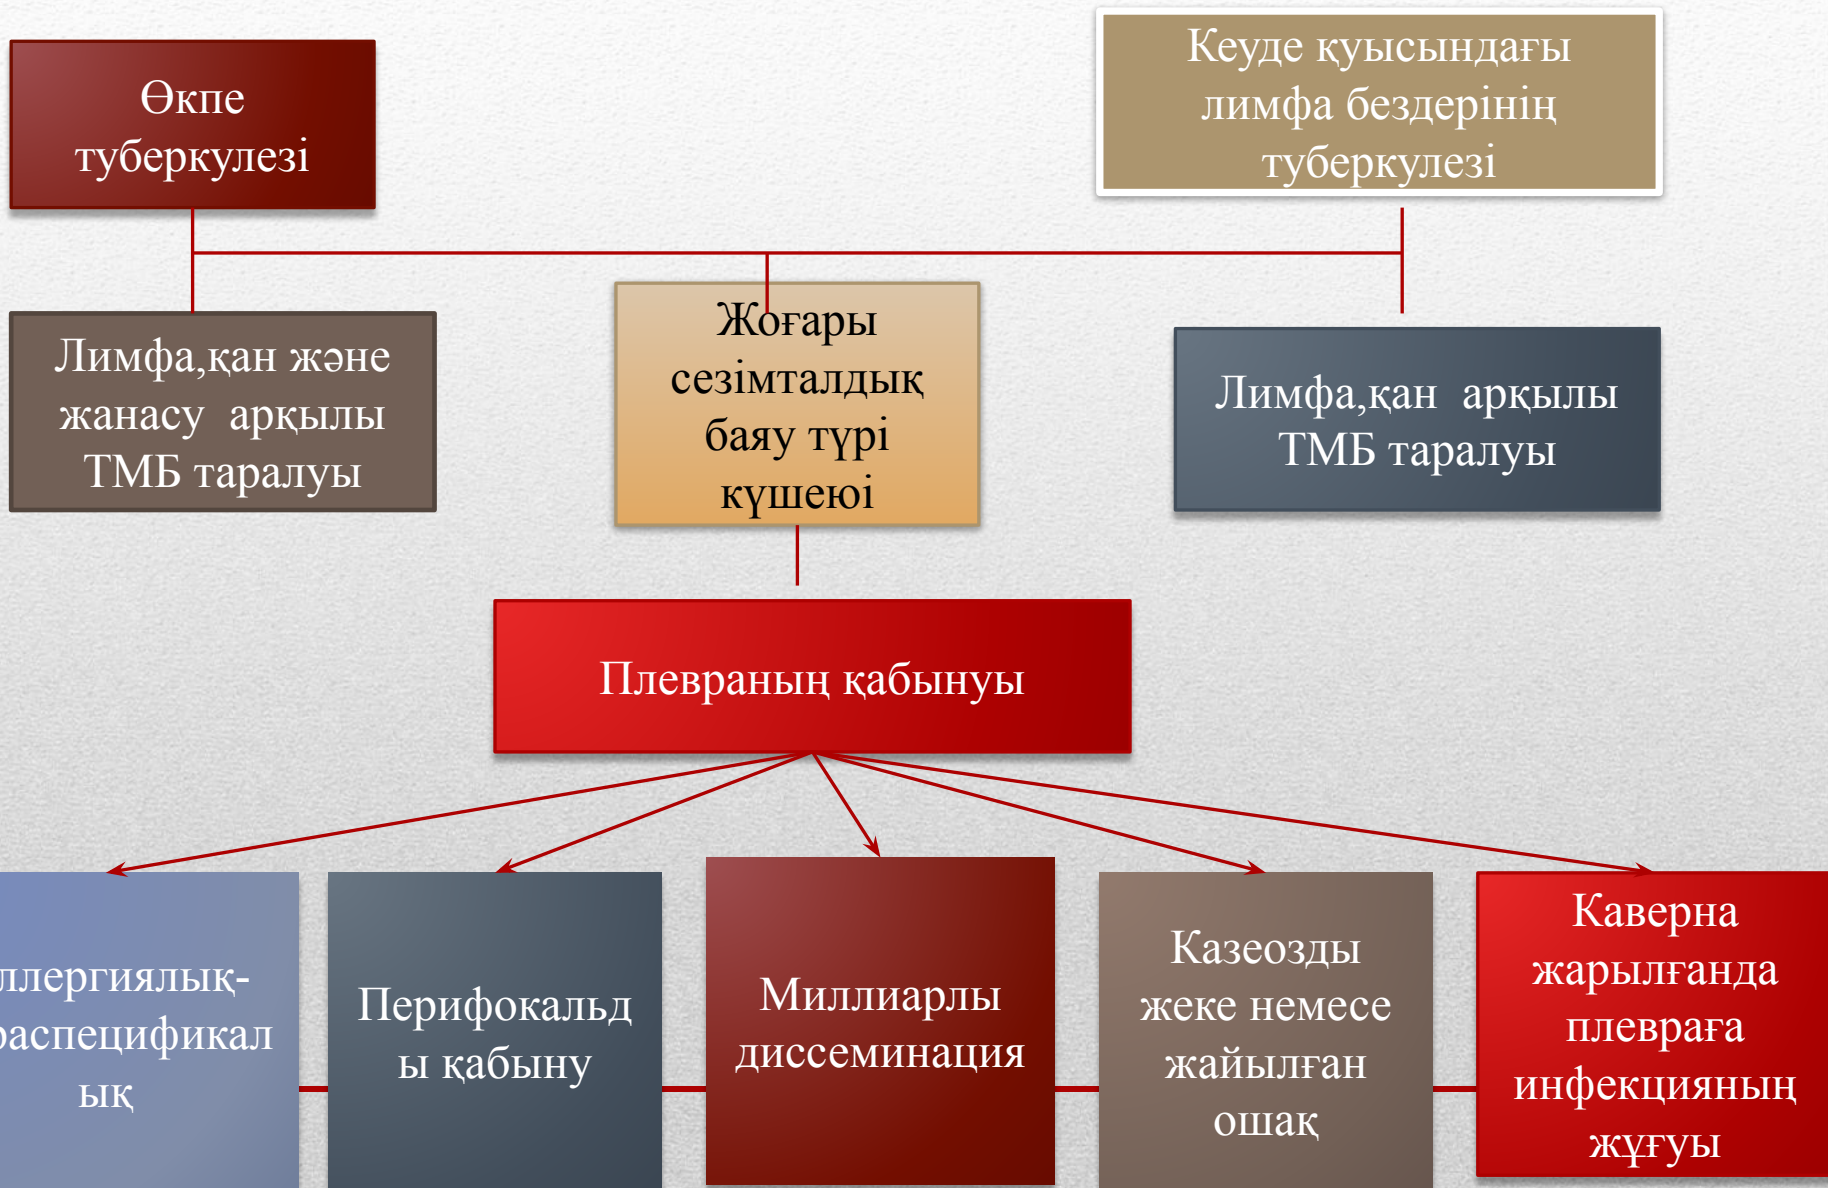 Өкпе
туберкулезі
Кеуде қуысындағы
лимфа бездерінің
туберкулезі
Лимфа,қан және
жанасу арқылы
ТМБ таралуы
Жоғары
сезімталдық
баяу түрі
күшеюі
Лимфа,қан арқылы
ТМБ таралуы
Плевраның қабынуы
ллергиялық-
распецификал
ық
Перифокальд
ы қабыну
Миллиарлы
диссеминация
Казеозды
жеке немесе
жайылған
ошақ
Каверна
жарылғанда
плевраға
инфекцияның
жұғуы